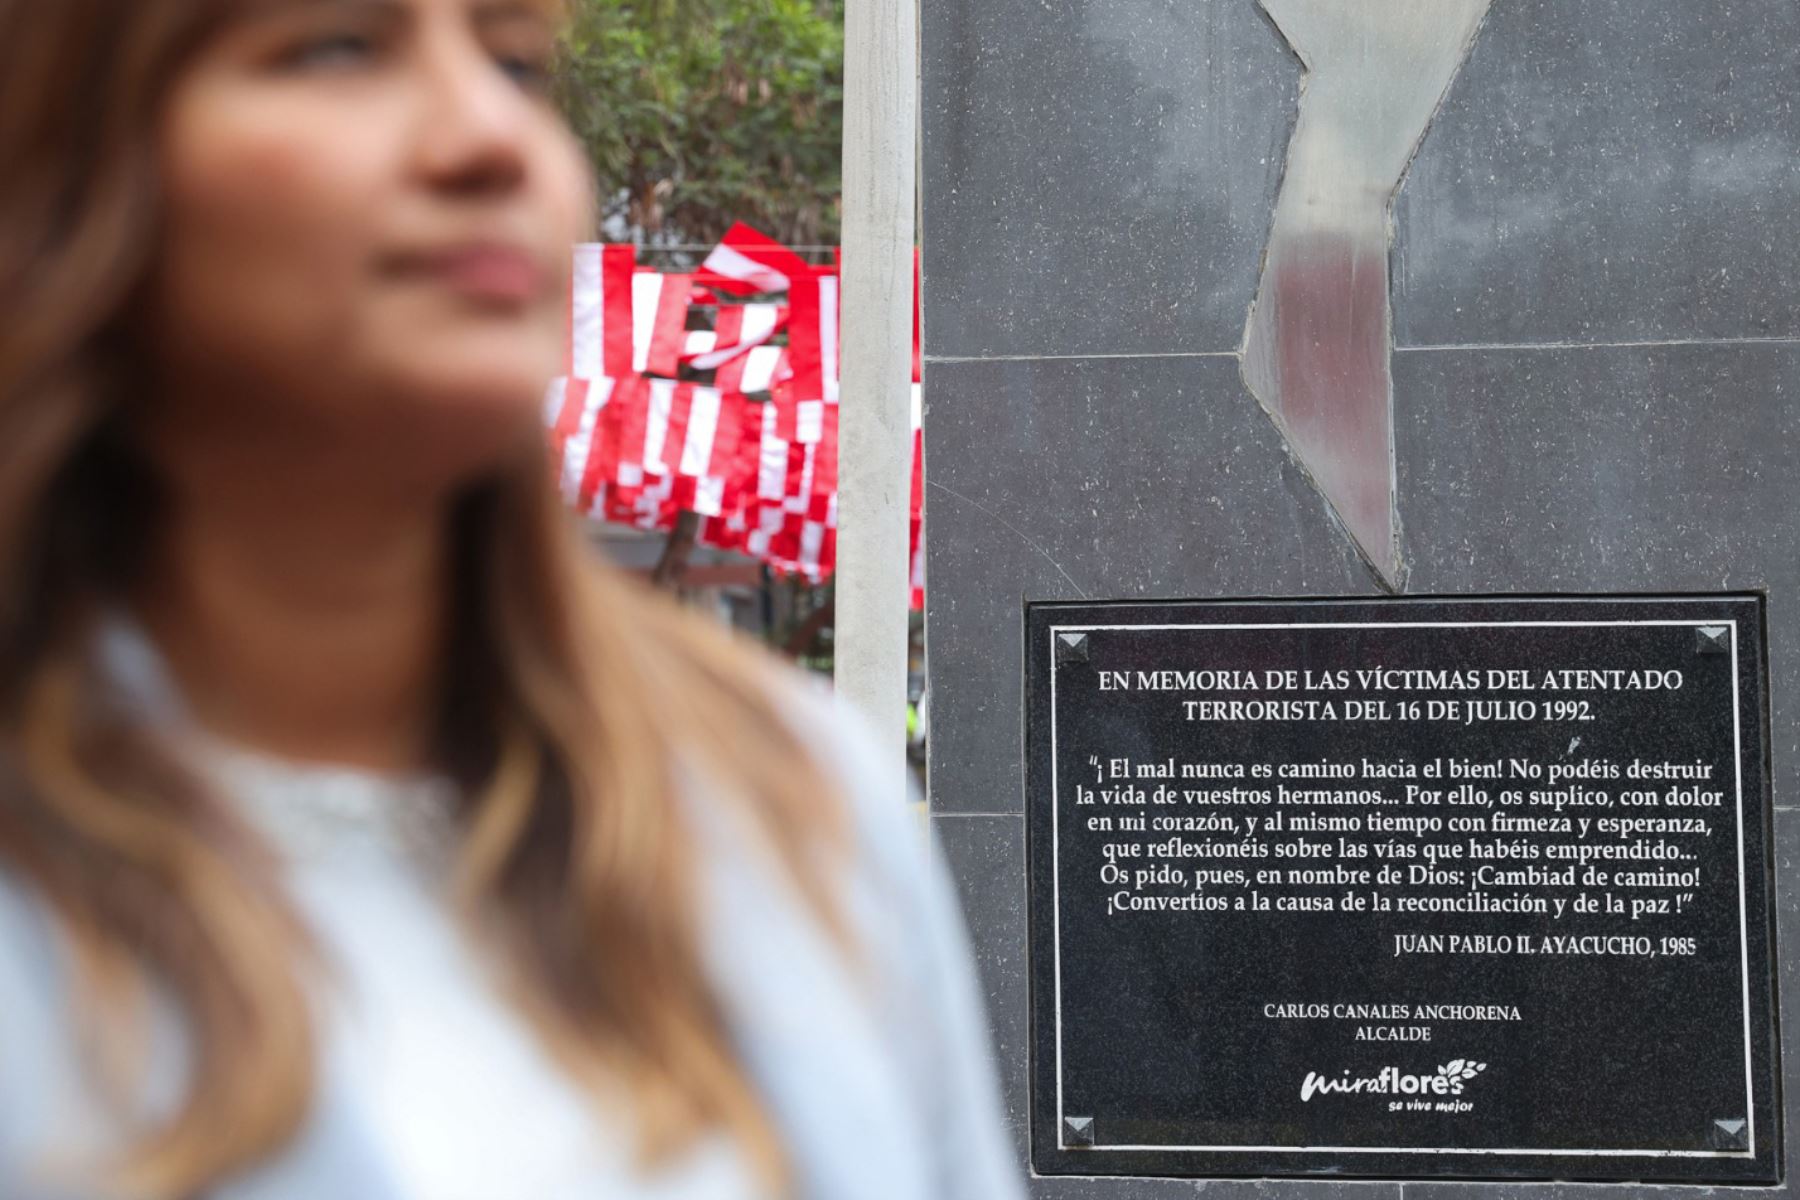 EN MEMORIA DE LAS VÍCTIMAS DEL ATENTADO
TERRORISTA DEL 16 DE JULIO 1992.
“¡ El mal nunca es camino hacia el bien! No podéis destruir
la vida de vuestros hermanos... Por ello, os suplico, con dolor
en mi corazón, y al mismo tiempo con firmeza y esperanza,
que reflexionéis sobre las vías que habéis emprendido...
Os pido, pues, en nombre de Dios: ¡Cambiad de camino!
¡Convertíos a la causa de la reconciliación y de la paz !”
JUAN PABLO II. AYACUCHO, 1985
CARLOS CANALES ANCHORENA
ALCALDE
miraflores
se vive mejor